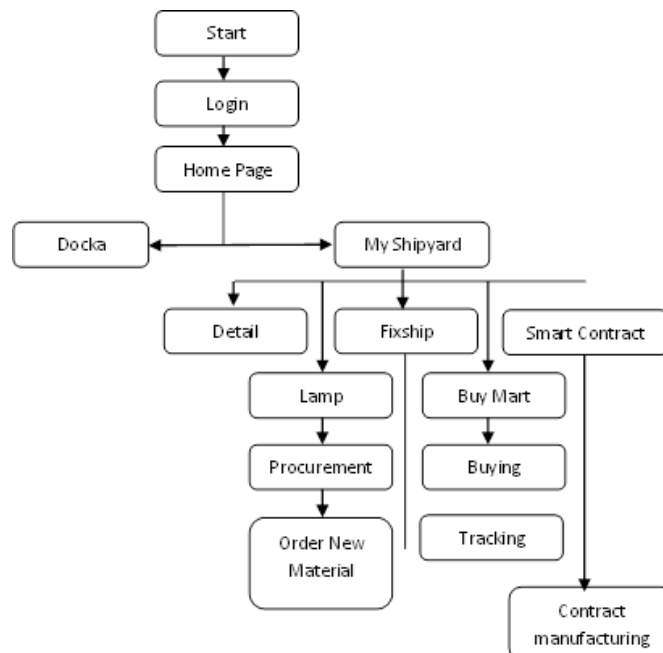 Start
Login
Home Page
Docka
My Shipyard
Detail
Fixship
Smart Contract
Lamp
Buy Mart
Procurement
Buying
Order New
Material
Tracking
Contract
manufacturing